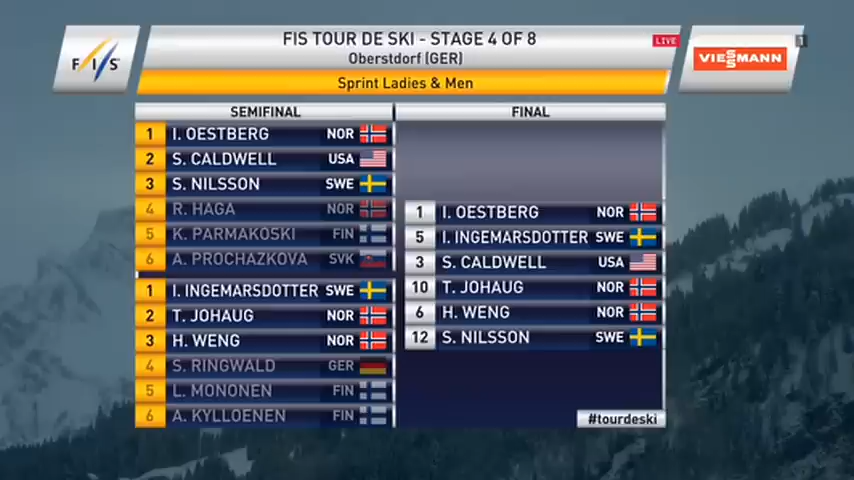 FIS
FIS TOUR DE SKI - STAGE 4 OF 8
LIVE
Oberstdorf (GER)
VIESSMANN
1
Sprint Ladies & Men
SEMIFINAL
1 I. OESTBERG NOR
2 S. CALDWELL USA
3 S. NILSSON SWE
4 R. HAGA NOR
5 K. PARMAKOSKI FIN
6 A. PROCHAZKOVA SVK
1 I. INGEMARSDOTTER SWE
2 T. JOHAUG NOR
3 H. WENG NOR
4 S. RINGWALD GER
5 L. MONONEN FIN
6 A. KYLLOENEN FIN
FINAL
1 I. OESTBERG NOR
5 I. INGEMARSDOTTER SWE
3 S. CALDWELL USA
10 T. JOHAUG NOR
6 H. WENG NOR
12 S. NILSSON SWE
#tourdeski